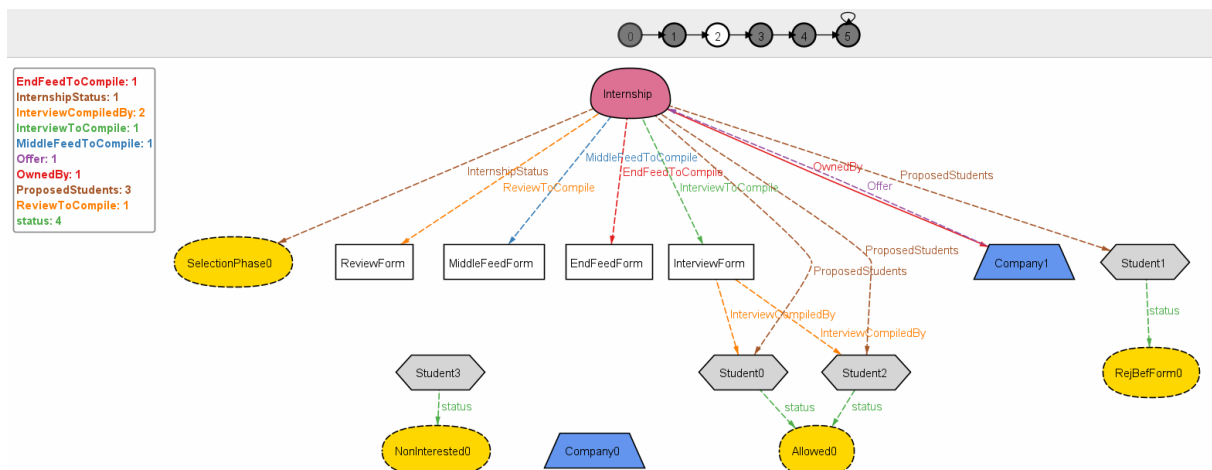 0 1 2 3 4 5
EndFeedToCompile: 1
InternshipStatus: 1
InterviewCompiledBy: 2
InterviewToCompile: 1
MiddleFeedToCompile: 1
Offer: 1
OwnedBy: 1
ProposedStudents: 3
ReviewToCompile: 1
status: 4
Internship
MiddleFeedToCompile
OwnedBy
InternshipStatus
EndFeedToCompile
ProposedStudents
ReviewToCompile
InterviewToCompile
Offer
ProposedStudents
SelectionPhase0
ReviewForm
MiddleFeedForm
EndFeedForm
InterviewForm
Company1
Student1
ProposedStudents
status
InterviewCompiledBy
InterviewCompiledBy
Student3
Student0
Student2
RejBefForm0
status
status
status
NonInterested0
Company0
Allowed0